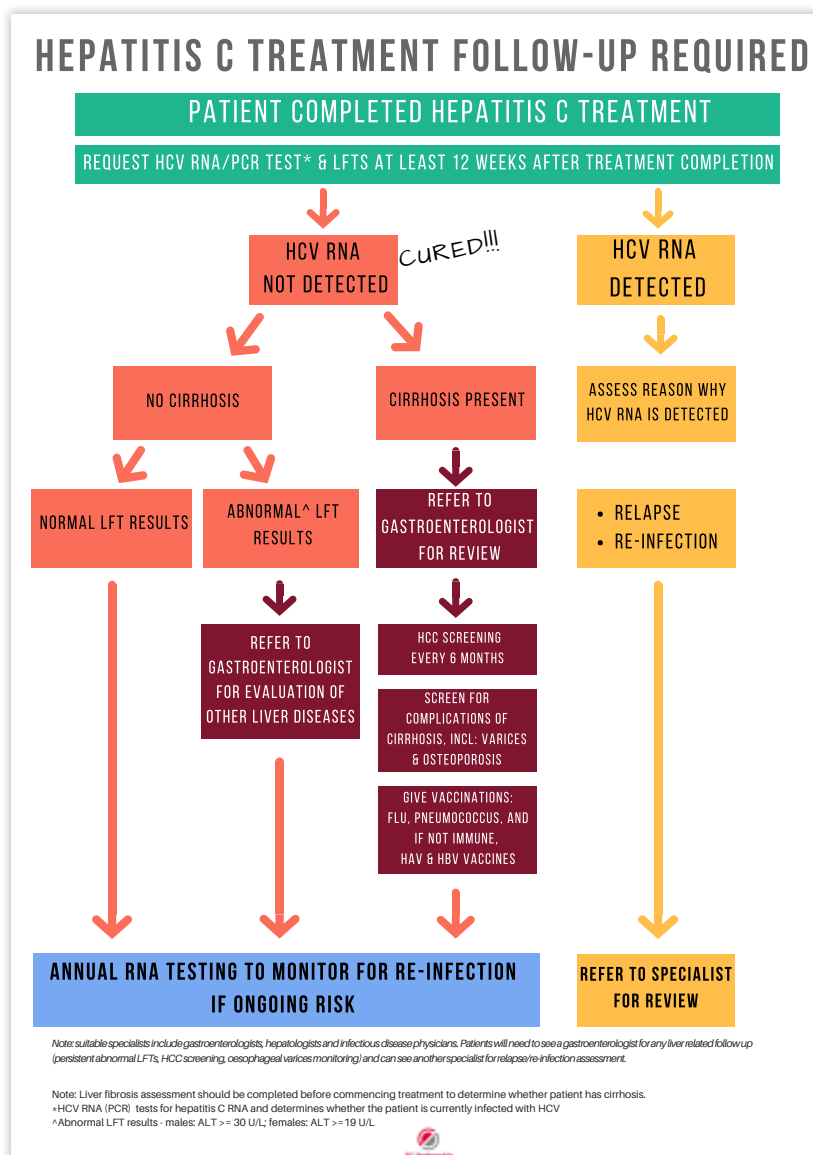 HEPATITIS C TREATMENT FOLLOW-UP REQUIRED
PATIENT COMPLETED HEPATITIS C TREATMENT
REQUEST HCV RNA/PCR TEST* & LFTS AT LEAST 12 WEEKS AFTER TREATMENT COMPLETION
HCV RNA
NOT DETECTED
CURED!!!
HCV RNA
DETECTED
NO CIRRHOSIS
CIRRHOSIS PRESENT
ASSESS REASON WHY
HCV RNA IS DETECTED
NORMAL LFT RESULTS
ABNORMAL^ LFT
RESULTS
REFER TO
GASTROENTEROLOGIST
FOR REVIEW
• RELAPSE
• RE-INFECTION
REFER TO
GASTROENTEROLOGIST
FOR EVALUATION OF
OTHER LIVER DISEASES
HCC SCREENING
EVERY 6 MONTHS
SCREEN FOR
COMPLICATIONS OF
CIRRHOSIS, INCL: VARICES
& OSTEOPOROSIS
GIVE VACCINATIONS:
FLU, PNEUMOCOCCUS, AND
IF NOT IMMUNE,
HAV & HBV VACCINES
ANNUAL RNA TESTING TO MONITOR FOR RE-INFECTION
IF ONGOING RISK
REFER TO SPECIALIST
FOR REVIEW
Note: suitable specialists include gastroenterologists, hepatologists and infectious disease physicians. Patients will need to see a gastroenterologist for any liver related follow up
(persistent abnormal LFTs, HCC screening, oesophageal varices monitoring) and can see another specialist for relapse/re-infection assessment.
Note: Liver fibrosis assessment should be completed before commencing treatment to determine whether patient has cirrhosis.
*HCV RNA (PCR) tests for hepatitis C RNA and determines whether the patient is currently infected with HCV
^Abnormal LFT results - males: ALT >= 30 U/L; females: ALT >= 19 U/L